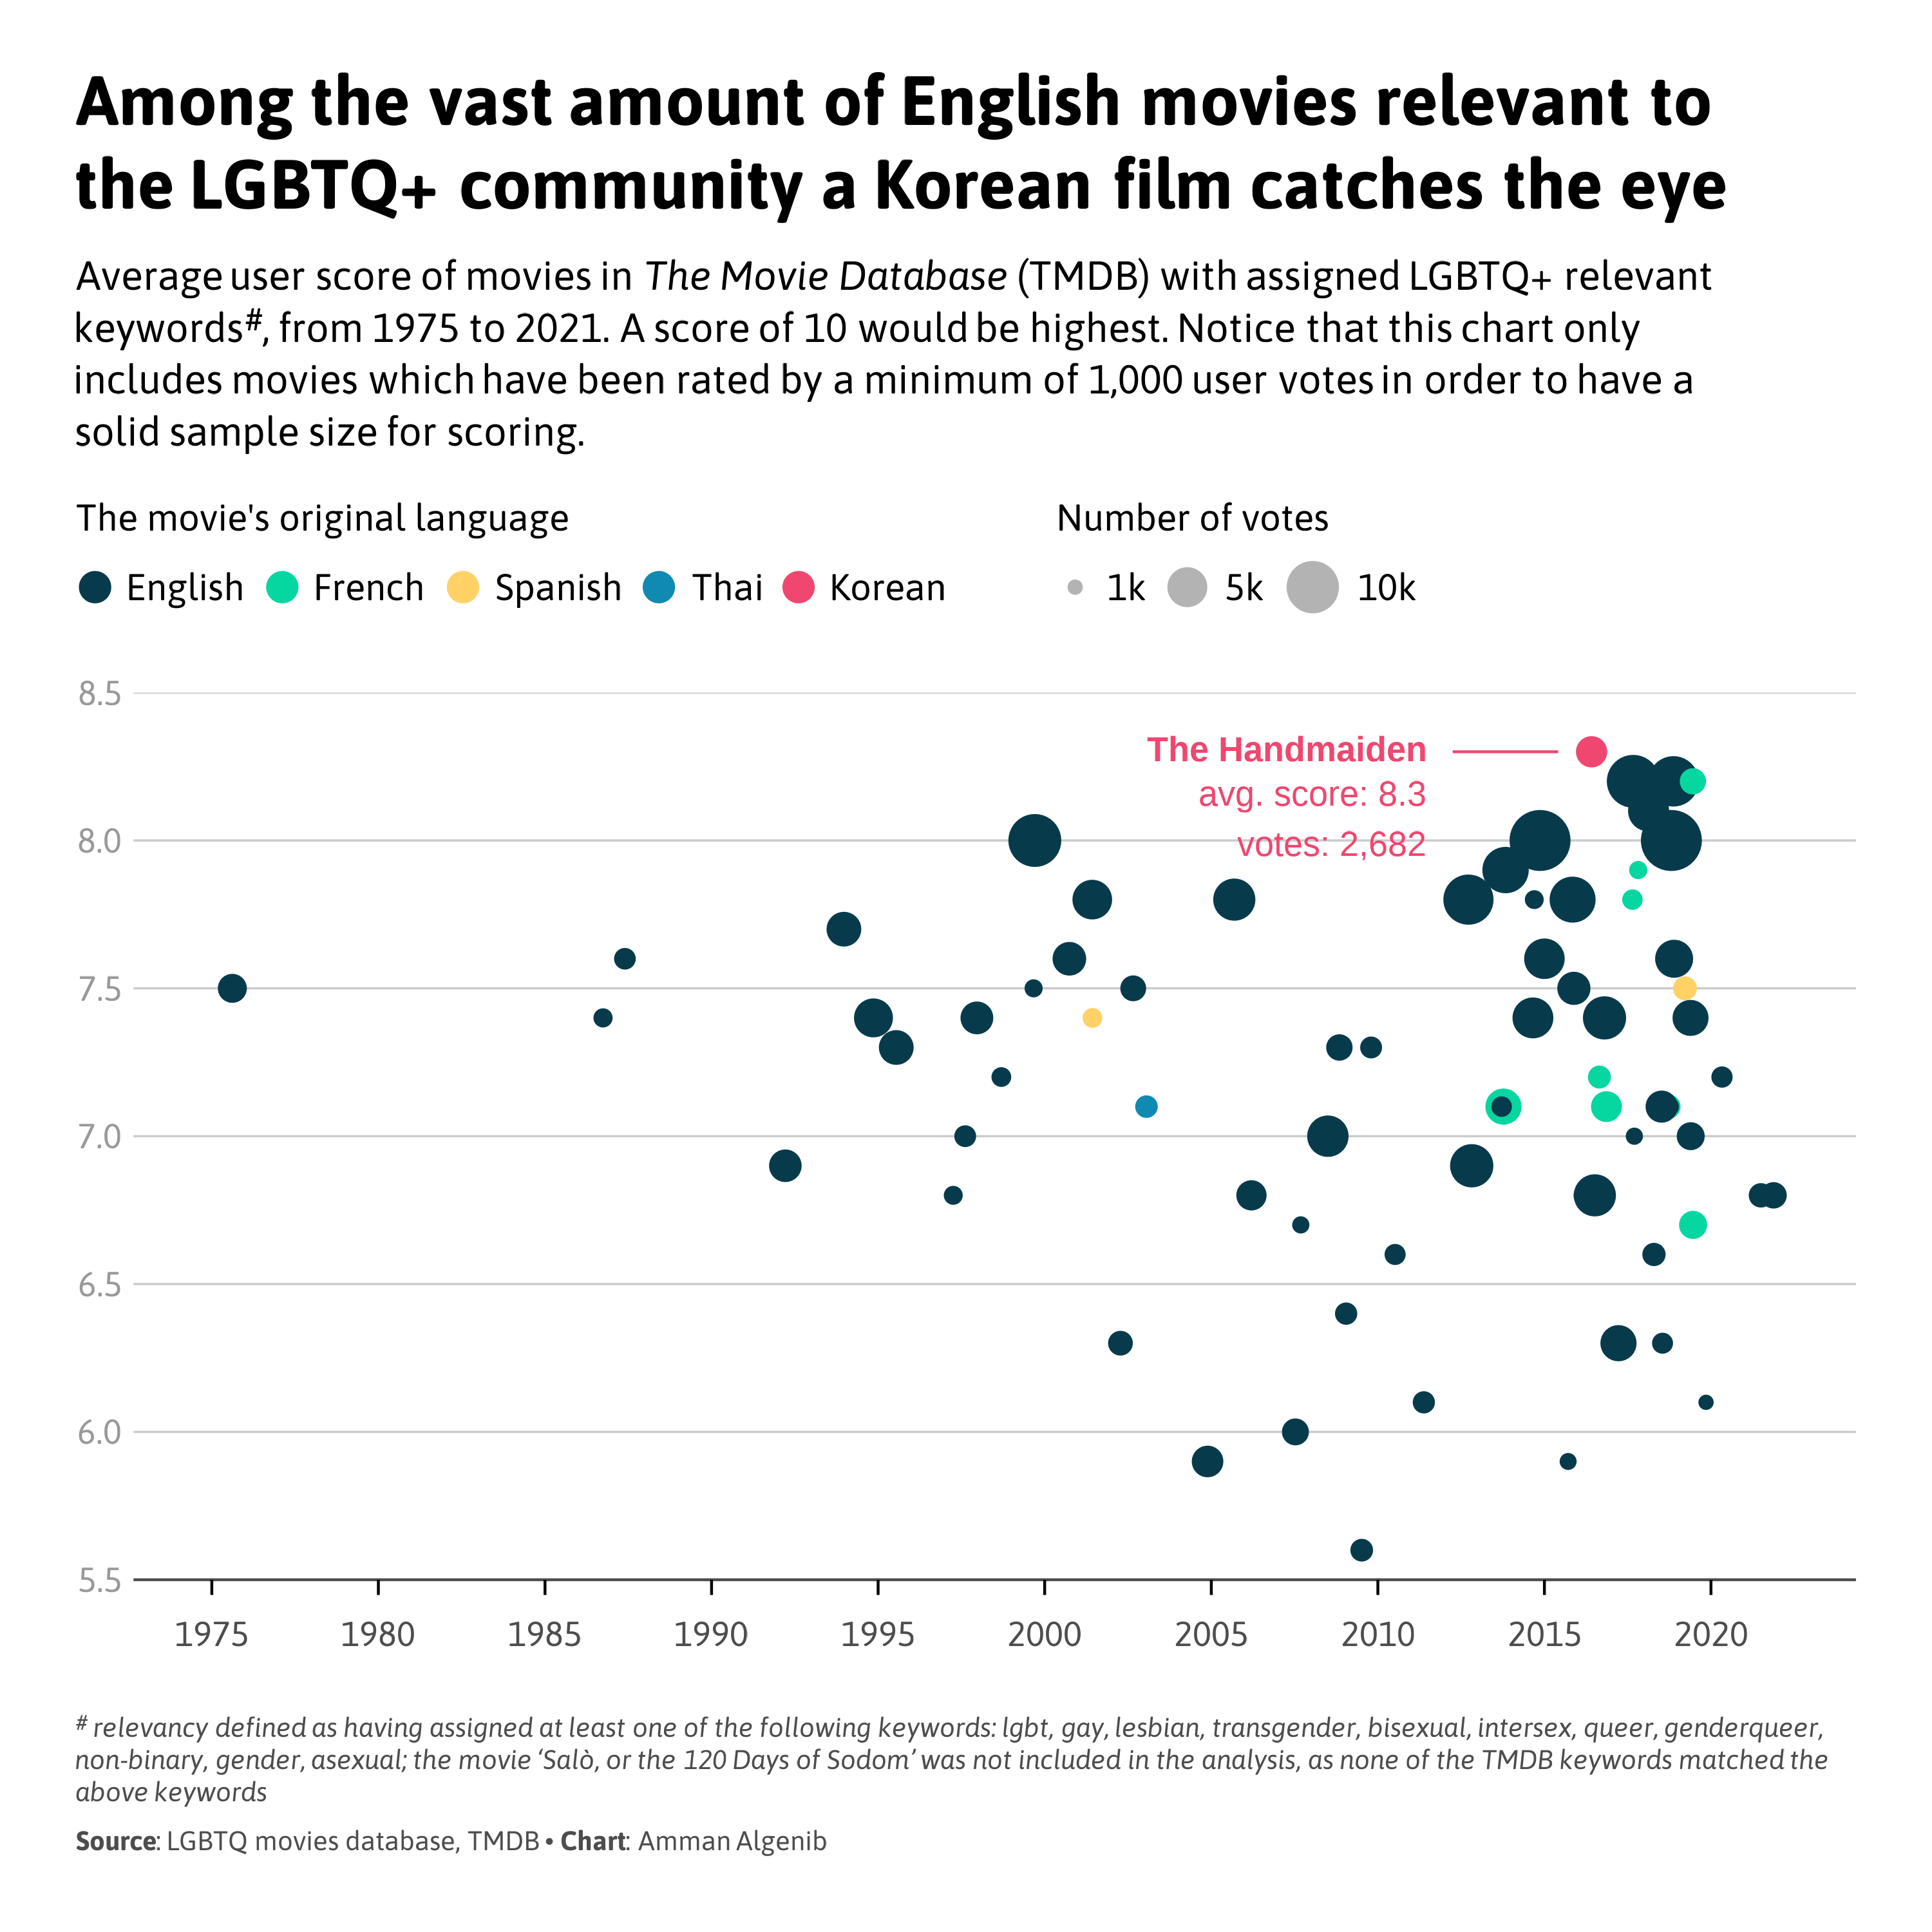 Among the vast amount of English movies relevant to
the LGBTQ+ community a Korean film catches the eye
Average user score of movies in The Movie Database (TMDB) with assigned LGBTQ+ relevant
keywords#, from 1975 to 2021. A score of 10 would be highest. Notice that this chart only
includes movies which have been rated by a minimum of 1,000 user votes in order to have a
solid sample size for scoring.
The movie's original language
English French Spanish Thai Korean
Number of votes
1k 5k 10k
8.5
The Handmaiden
avg. score: 8.3
8.0
votes: 2,682
7.5
7.0
6.5
6.0
5.5
1975 1980 1985 1990 1995 2000 2005 2010 2015 2020
# relevancy defined as having assigned at least one of the following keywords: lgbt, gay, lesbian, transgender, bisexual, intersex, queer, genderqueer,
non-binary, gender, asexual; the movie ‘Salò, or the 120 Days of Sodom’ was not included in the analysis, as none of the TMDB keywords matched the
above keywords
Source: LGBTQ movies database, TMDB • Chart: Amman Algenib